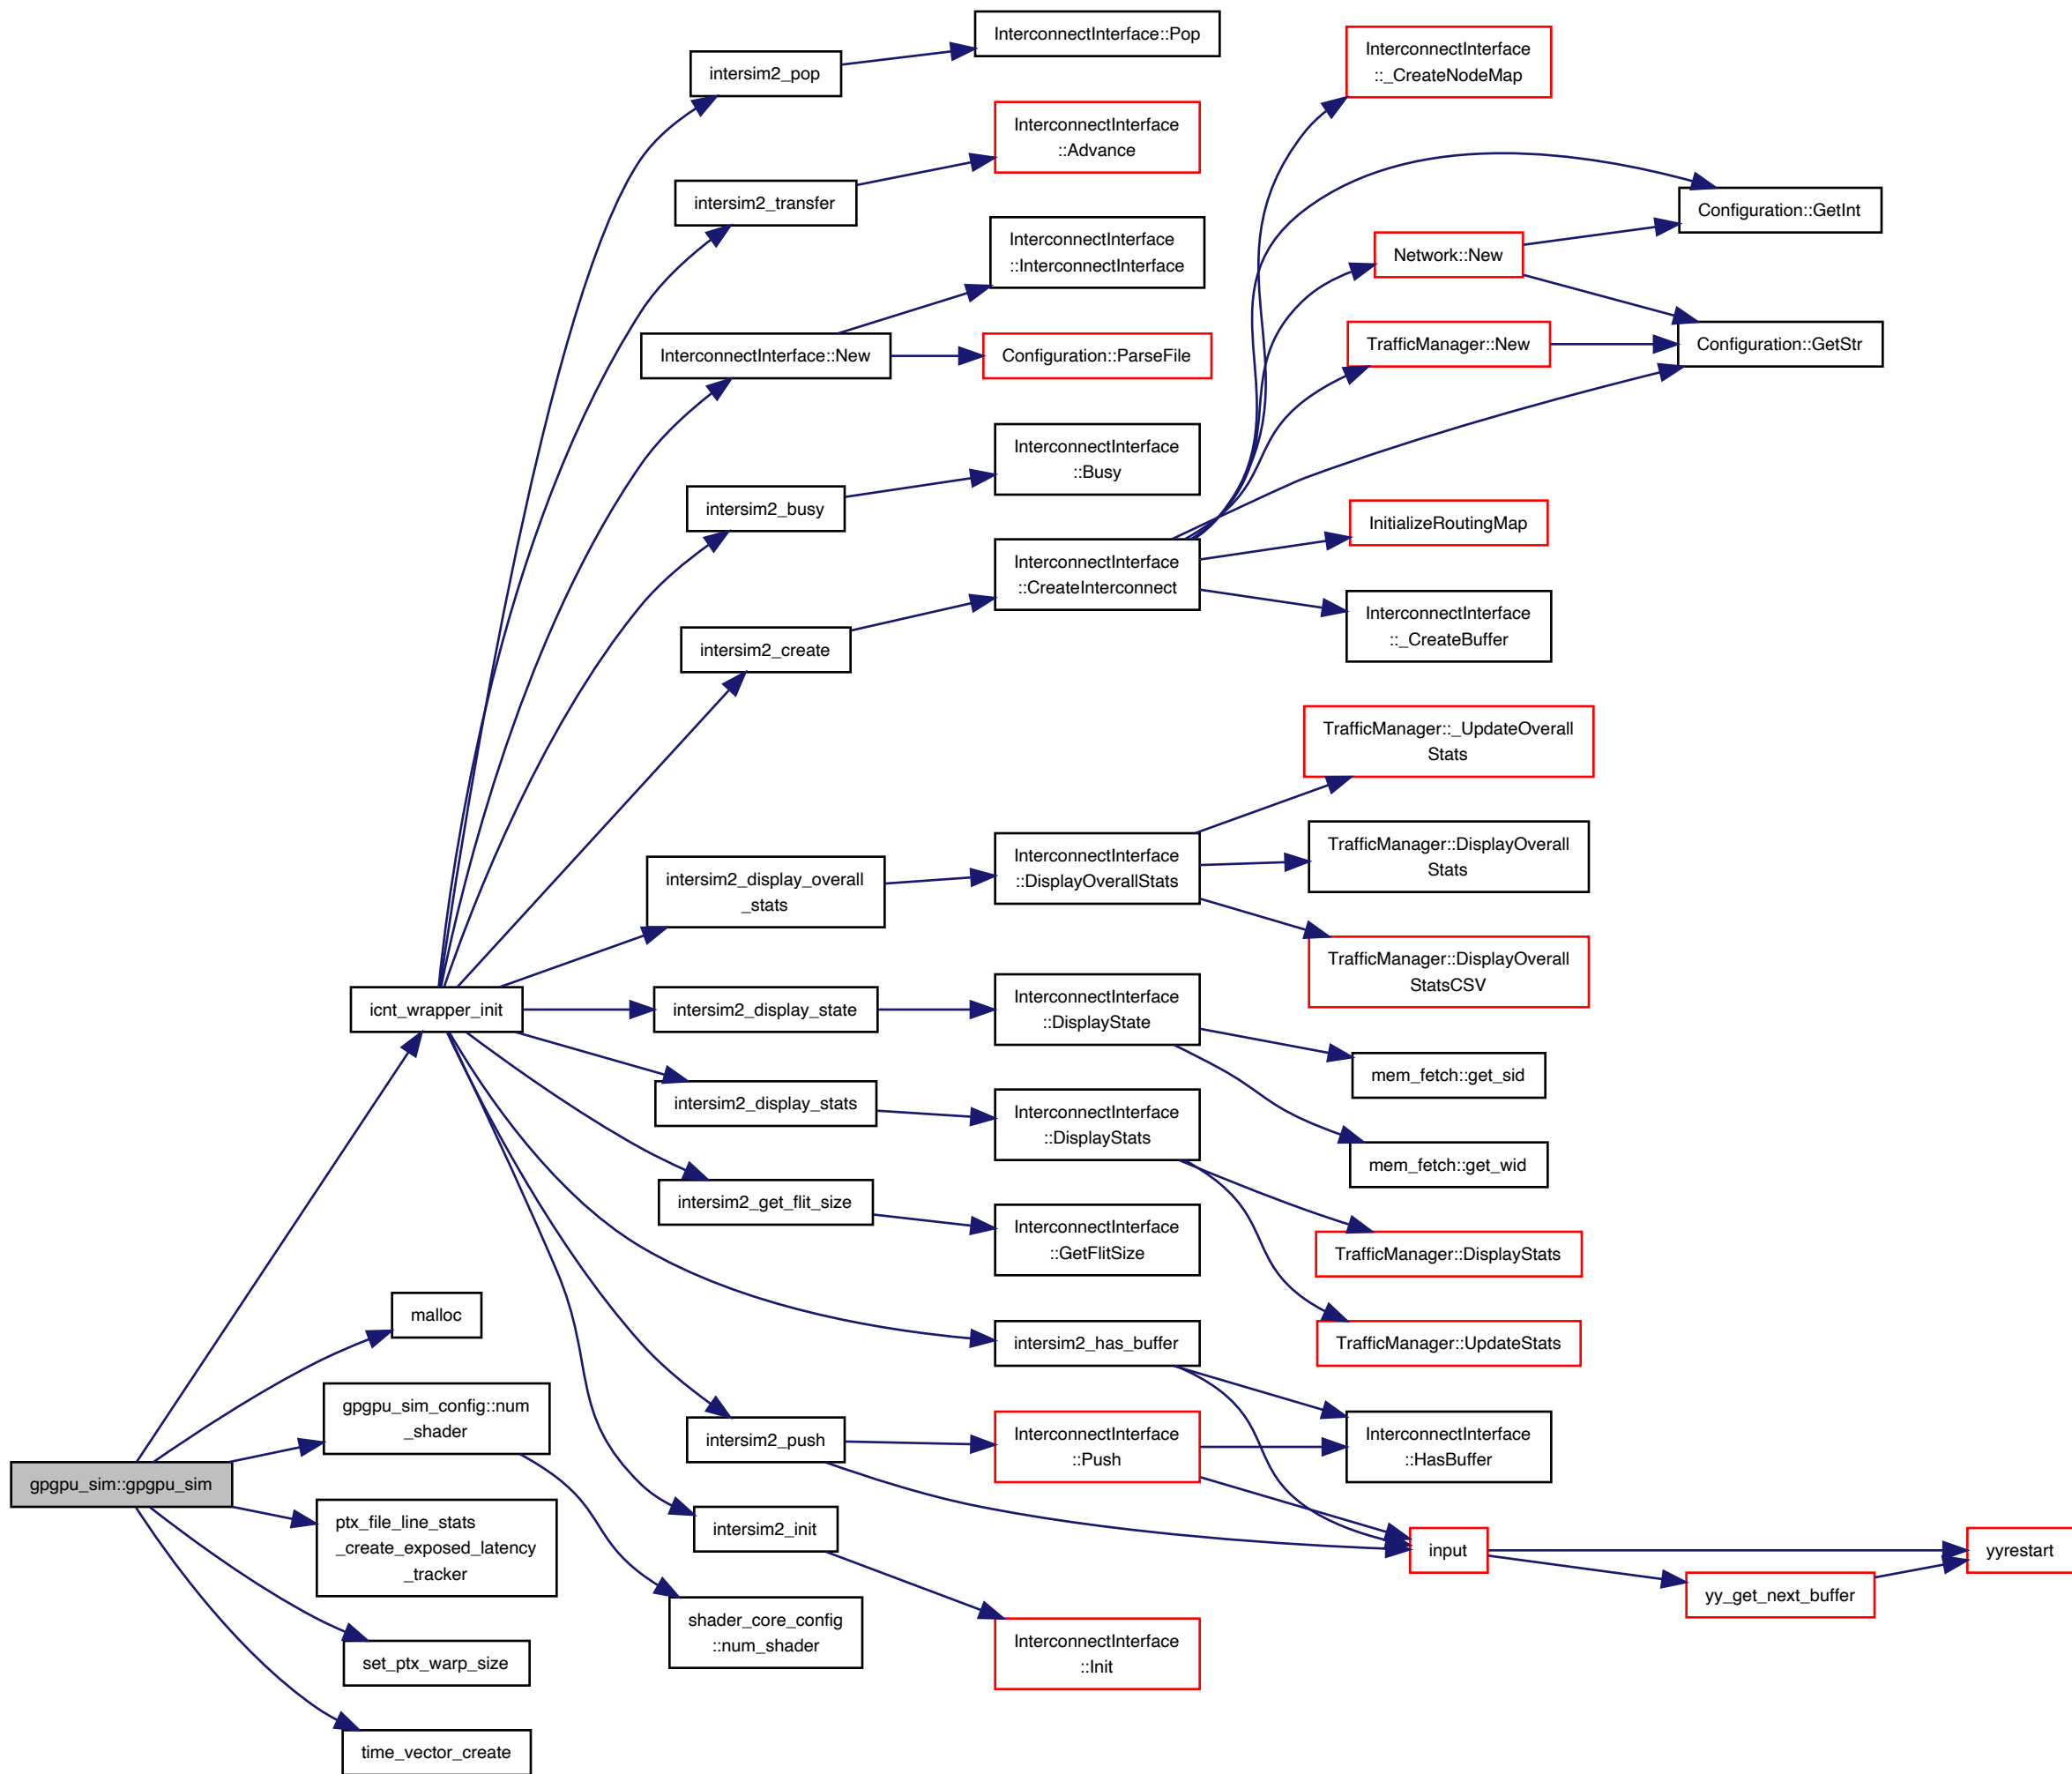 gpgpu_sim::gpgpu_sim
icnt_wrapper_init
malloc
gpgpu_sim_config::num
_shader
ptx_file_line_stats
_create_exposed_latency
_tracker
set_ptx_warp_size
time_vector_create
intersim2_pop
intersim2_transfer
InterconnectInterface::New
intersim2_busy
intersim2_create
intersim2_display_overall
_stats
intersim2_display_state
intersim2_display_stats
intersim2_get_flit_size
intersim2_push
intersim2_init
shader_core_config
::num_shader
InterconnectInterface::Pop
InterconnectInterface
::Advance
InterconnectInterface
::InterconnectInterface
Configuration::ParseFile
InterconnectInterface
::Busy
InterconnectInterface
::CreateInterconnect
InterconnectInterface
::DisplayOverallStats
InterconnectInterface
::DisplayState
InterconnectInterface
::DisplayStats
InterconnectInterface
::GetFlitSize
intersim2_has_buffer
InterconnectInterface
::Push
InterconnectInterface
::Init
InterconnectInterface
::_CreateNodeMap
Network::New
TrafficManager::New
InitializeRoutingMap
InterconnectInterface
::_CreateBuffer
TrafficManager::_UpdateOverall
Stats
TrafficManager::DisplayOverall
Stats
TrafficManager::DisplayOverall
StatsCSV
mem_fetch::get_sid
mem_fetch::get_wid
TrafficManager::DisplayStats
TrafficManager::UpdateStats
InterconnectInterface
::HasBuffer
input
Configuration::GetInt
Configuration::GetStr
yy_get_next_buffer
yyrestart